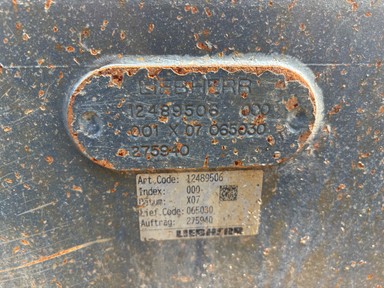 LIEBHERR
12489506 000
001 X 07 065030
275940
Art.Code: 12489506
Index: 000
Datum: X07
Lief.Code: 065030
Auftrag: 275940
LIEBHERR